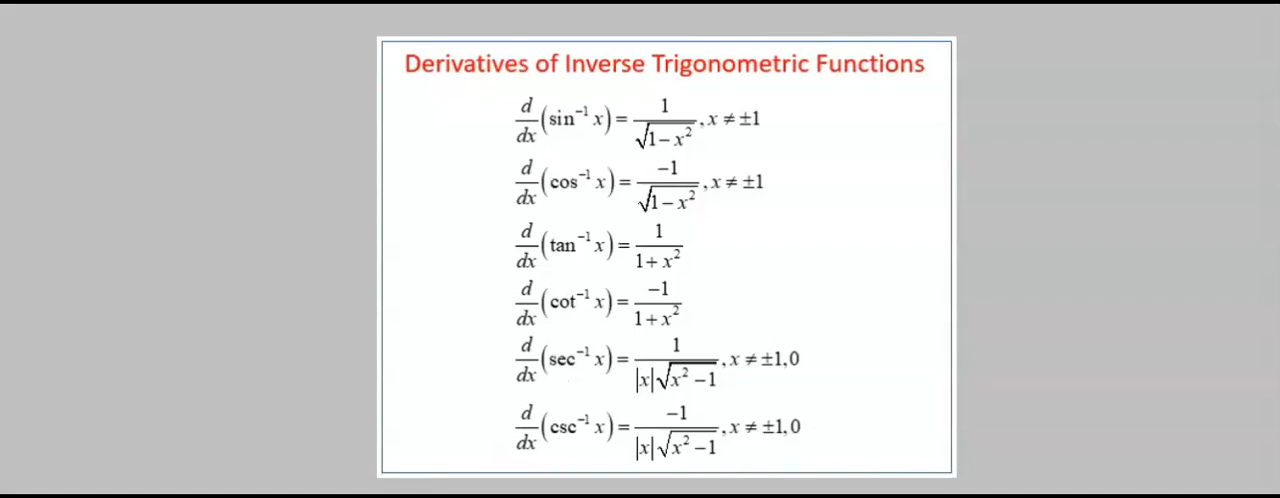 Derivatives of Inverse Trigonometric Functions
d/dx (sin⁻¹ x) = 1/√(1−x²), x ≠ ±1
d/dx (cos⁻¹ x) = −1/√(1−x²), x ≠ ±1
d/dx (tan⁻¹ x) = 1/(1+x²)
d/dx (cot⁻¹ x) = −1/(1+x²)
d/dx (sec⁻¹ x) = 1/(|x|√(x²−1)), x ≠ ±1,0
d/dx (csc⁻¹ x) = −1/(|x|√(x²−1)), x ≠ ±1,0